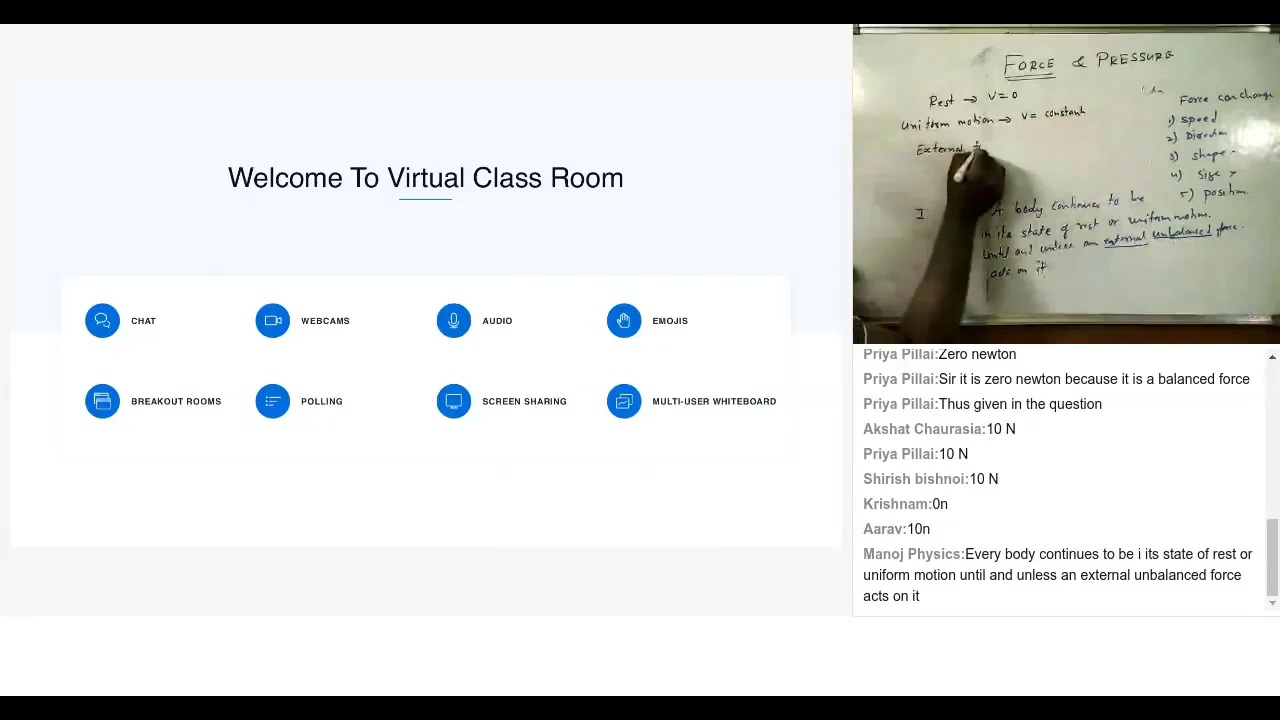 Welcome To Virtual Class Room
CHAT
WEBCAMS
AUDIO
EMOJIS
BREAKOUT ROOMS
POLLING
SCREEN SHARING
MULTI-USER WHITEBOARD
FORCE & PRESSURE
Rest → V = 0
Uniform motion → V = constant
External
Force can change
1) speed
2) Direction
3) shape
4) Size
5) position
I
A body continues to be
in its state of rest or uniform motion.
until and unless an external unbalanced force.
acts on it
Priya Pillai:Zero newton
Priya Pillai:Sir it is zero newton because it is a balanced force
Priya Pillai:Thus given in the question
Akshat Chaurasia:10 N
Priya Pillai:10 N
Shirish bishnoi:10 N
Krishnam:0n
Aarav:10n
Manoj Physics:Every body continues to be i its state of rest or
uniform motion until and unless an external unbalanced force
acts on it